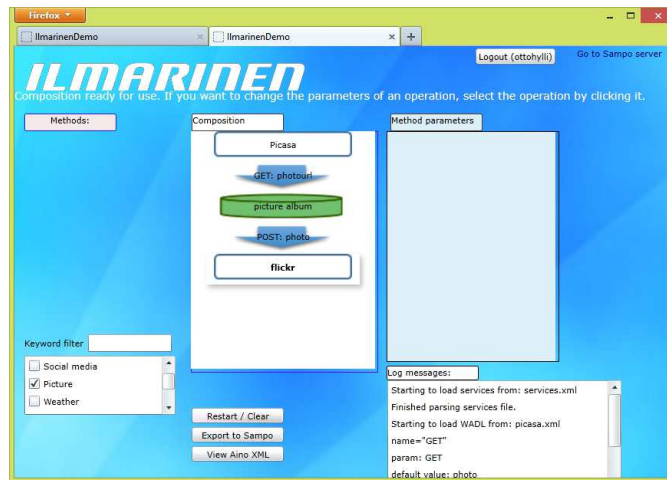 Firefox
IlmarinenDemo
IlmarinenDemo
Logout (ottohylli)
Go to Sampo server
ILMARINEN
Composition ready for use. If you want to change the parameters of an operation, select the operation by clicking it.
Methods:
Composition
Method parameters
Picasa
GET: photourl
picture album
POST: photo
flickr
Keyword filter
Social media
Picture
Weather
Restart / Clear
Export to Sampo
View Aino XML
Log messages:
Starting to load services from: services.xml
Finished parsing services file.
Starting to load WADL from: picasa.xml
name="GET"
param: GET
default value: photo